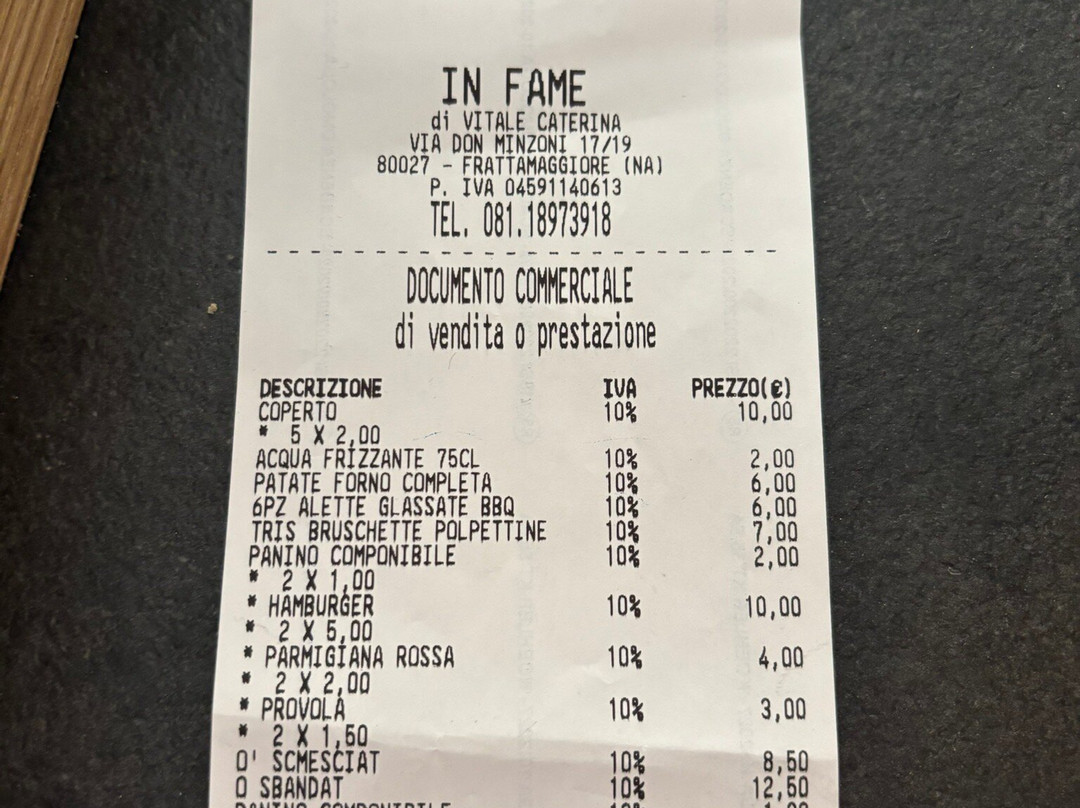 IN FAME
di VITALE CATERINA
VIA DON MINZONI 17/19
80027 - FRATTAMAGGIORE (NA)
P. IVA 04591140613
TEL. 081.18973918
DOCUMENTO COMMERCIALE
di vendita o prestazione
DESCRIZIONE IVA PREZZO(€)
COPERTO 10% 10,00
* 5 X 2,00
ACQUA FRIZZANTE 75CL 10% 2,00
PATATE FORNO COMPLETA 10% 6,00
6PZ ALETTE GLASSATE BBQ 10% 6,00
TRIS BRUSCHETTE POLPETTINE 10% 7,00
PANINO COMPONIBILE 10% 2,00
* 2 X 1,00
* HAMBURGER 10% 10,00
* 2 X 5,00
* PARMIGIANA ROSSA 10% 4,00
* 2 X 2,00
* PROVOLA 10% 3,00
* 2 X 1,50
O' SCMESCIAT 10% 8,50
O SBANDAT 10% 12,50
PANINO COMPONIBILE 10% 1,00